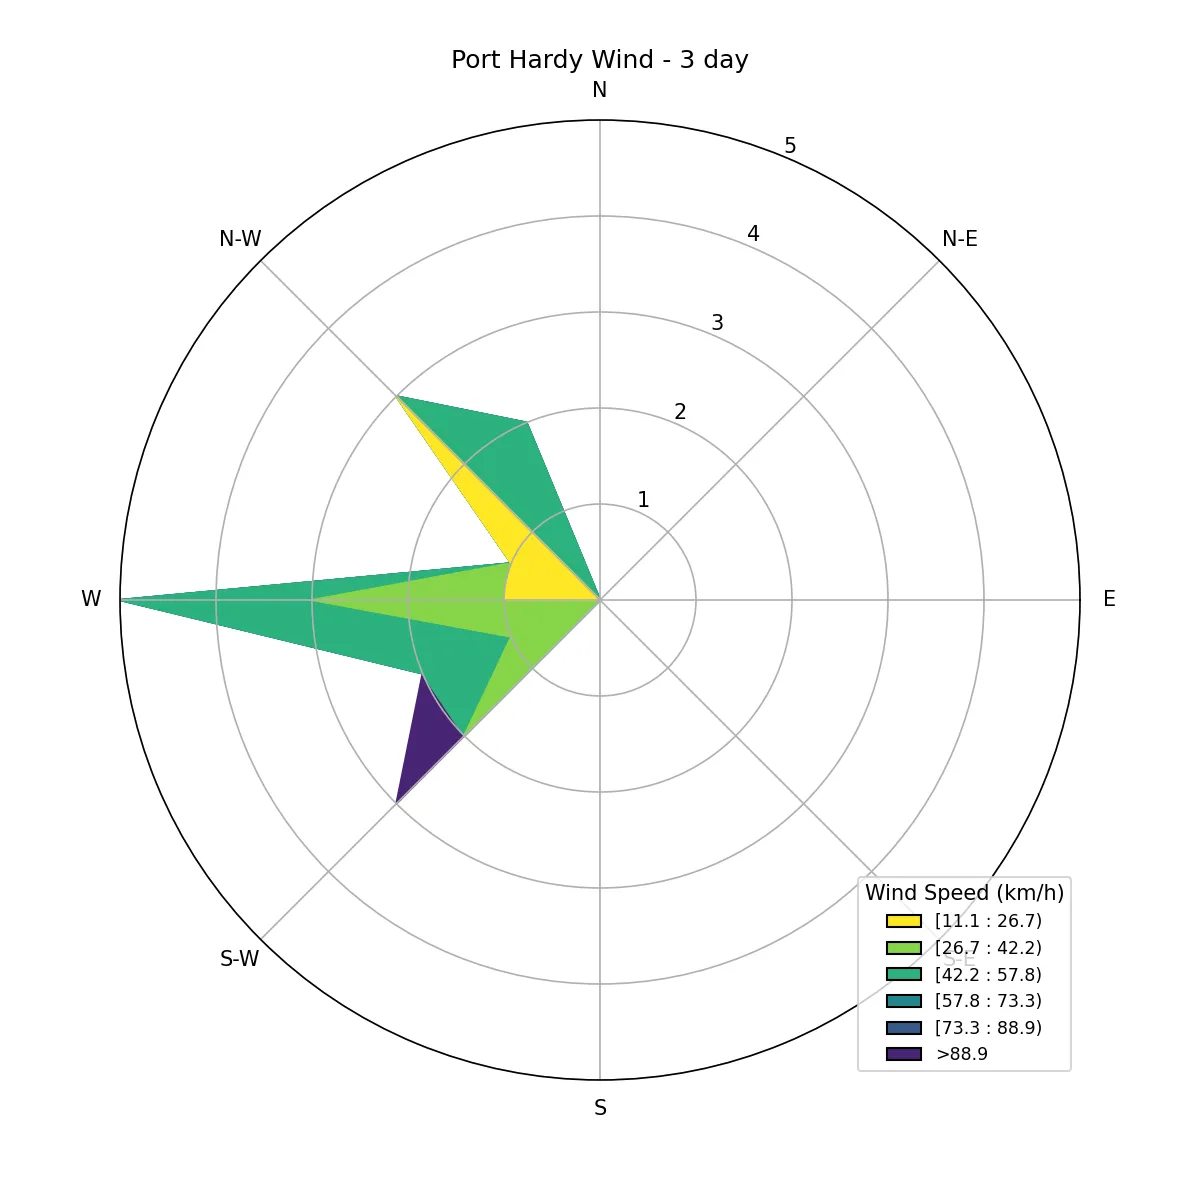 Port Hardy Wind - 3 day
N
5
N-W
N-E
4
3
2
1
W
E
S-W
S-E
S
Wind Speed (km/h)
[11.1 : 26.7)
[26.7 : 42.2)
[42.2 : 57.8)
[57.8 : 73.3)
[73.3 : 88.9)
>88.9